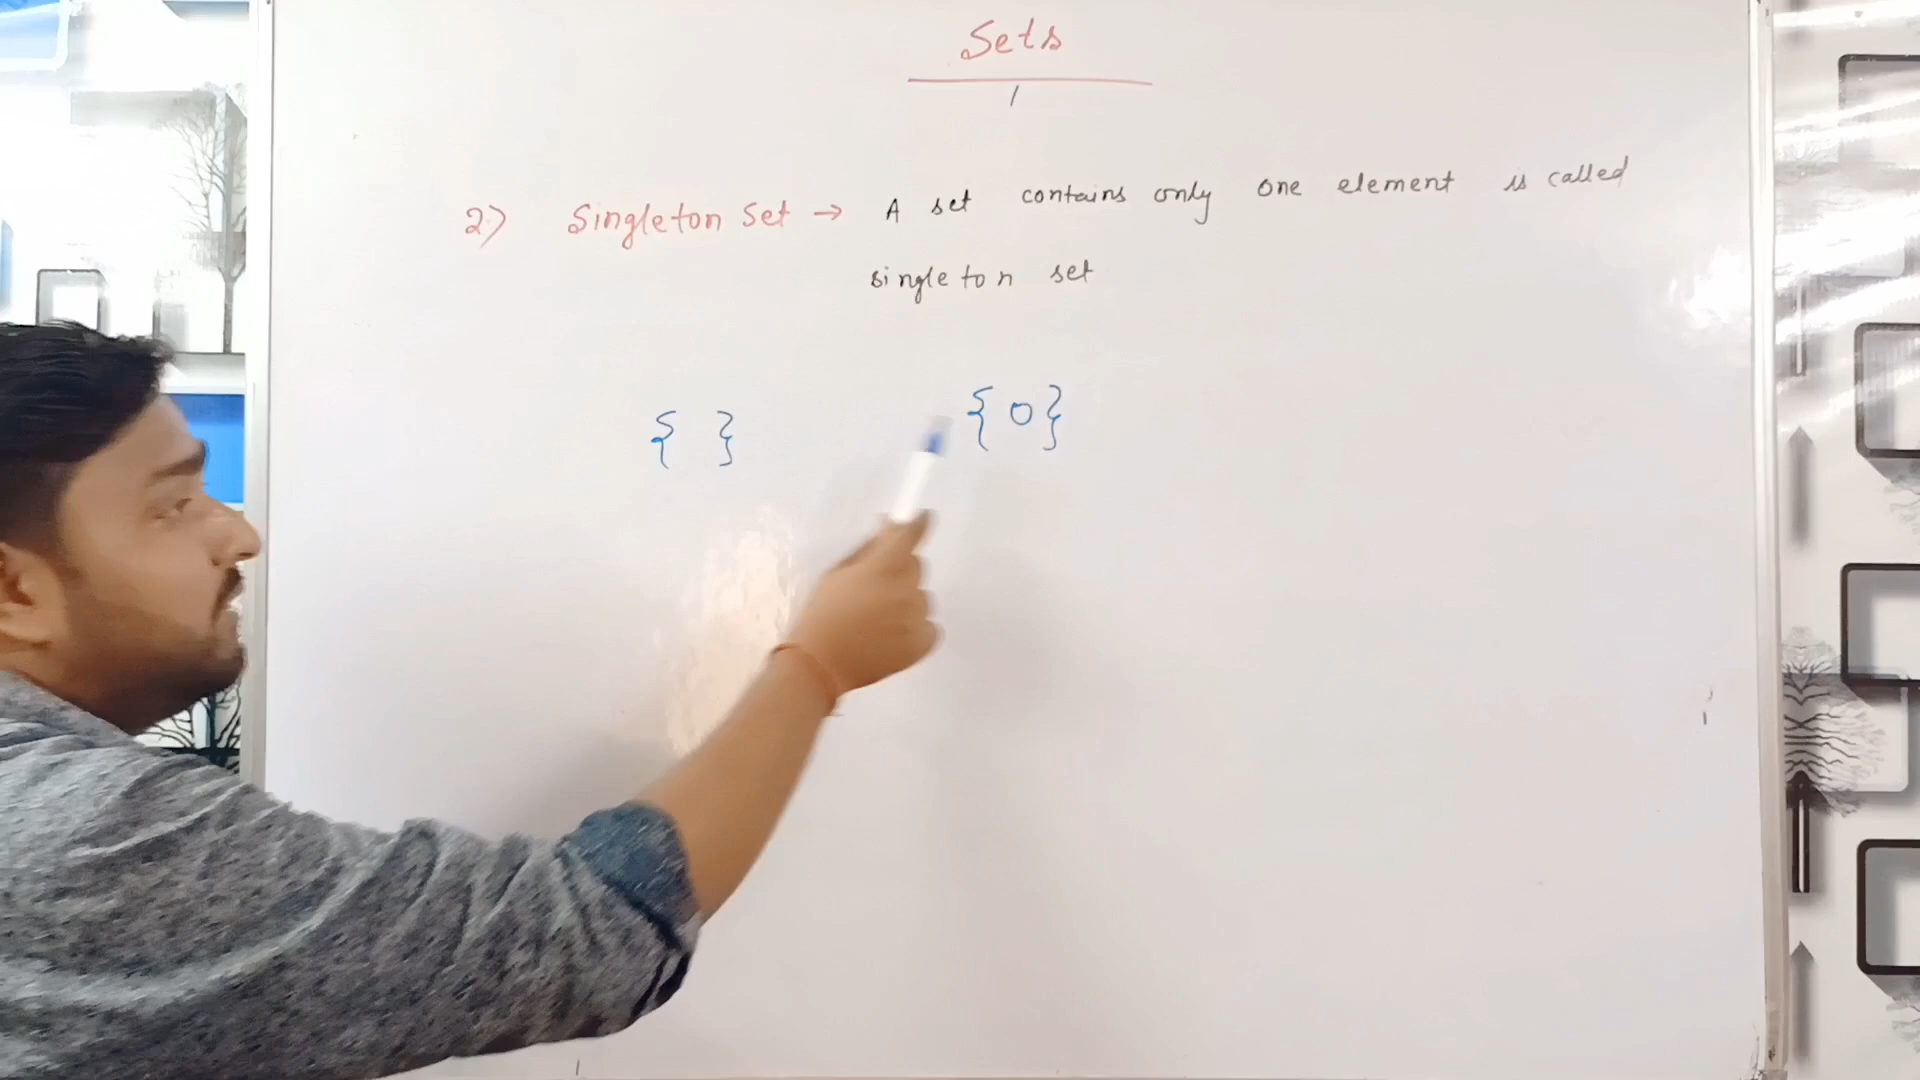 Sets
2) Singleton Set → A set contains only one element is called
singleton set
{ } {0}